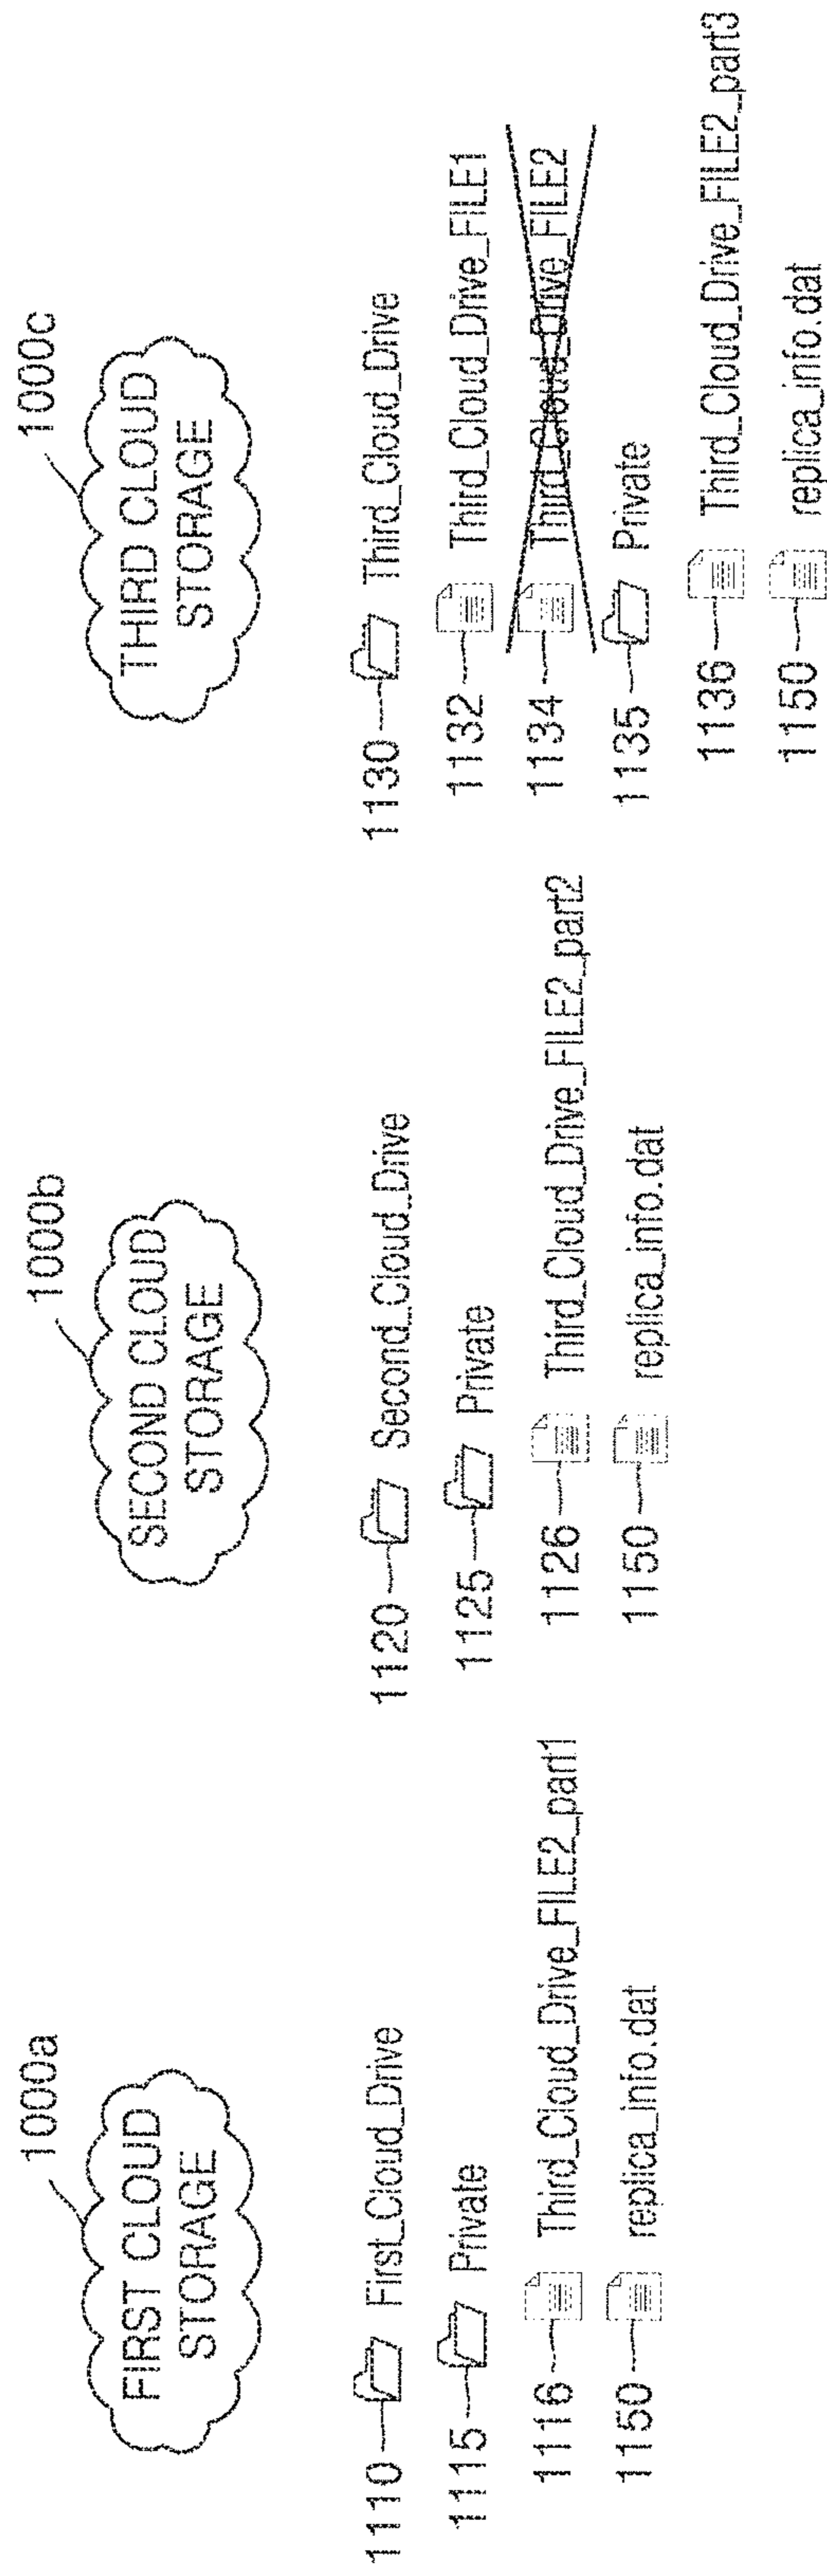 1000a
FIRST CLOUD
STORAGE
1110 First_Cloud_Drive
1115 Private
1116 Third_Cloud_Drive_FILE2_part1
1150 replica_info.dat
1000b
SECOND CLOUD
STORAGE
1120 Second_Cloud_Drive
1125 Private
1126 Third_Cloud_Drive_FILE2_part2
1150 replica_info.dat
1000c
THIRD CLOUD
STORAGE
1130 Third_Cloud_Drive
1132 Third_Cloud_Drive_FILE1
1134 Third_Cloud_Drive_FILE2
1135 Private
1136 Third_Cloud_Drive_FILE2_part3
1150 replica_info.dat